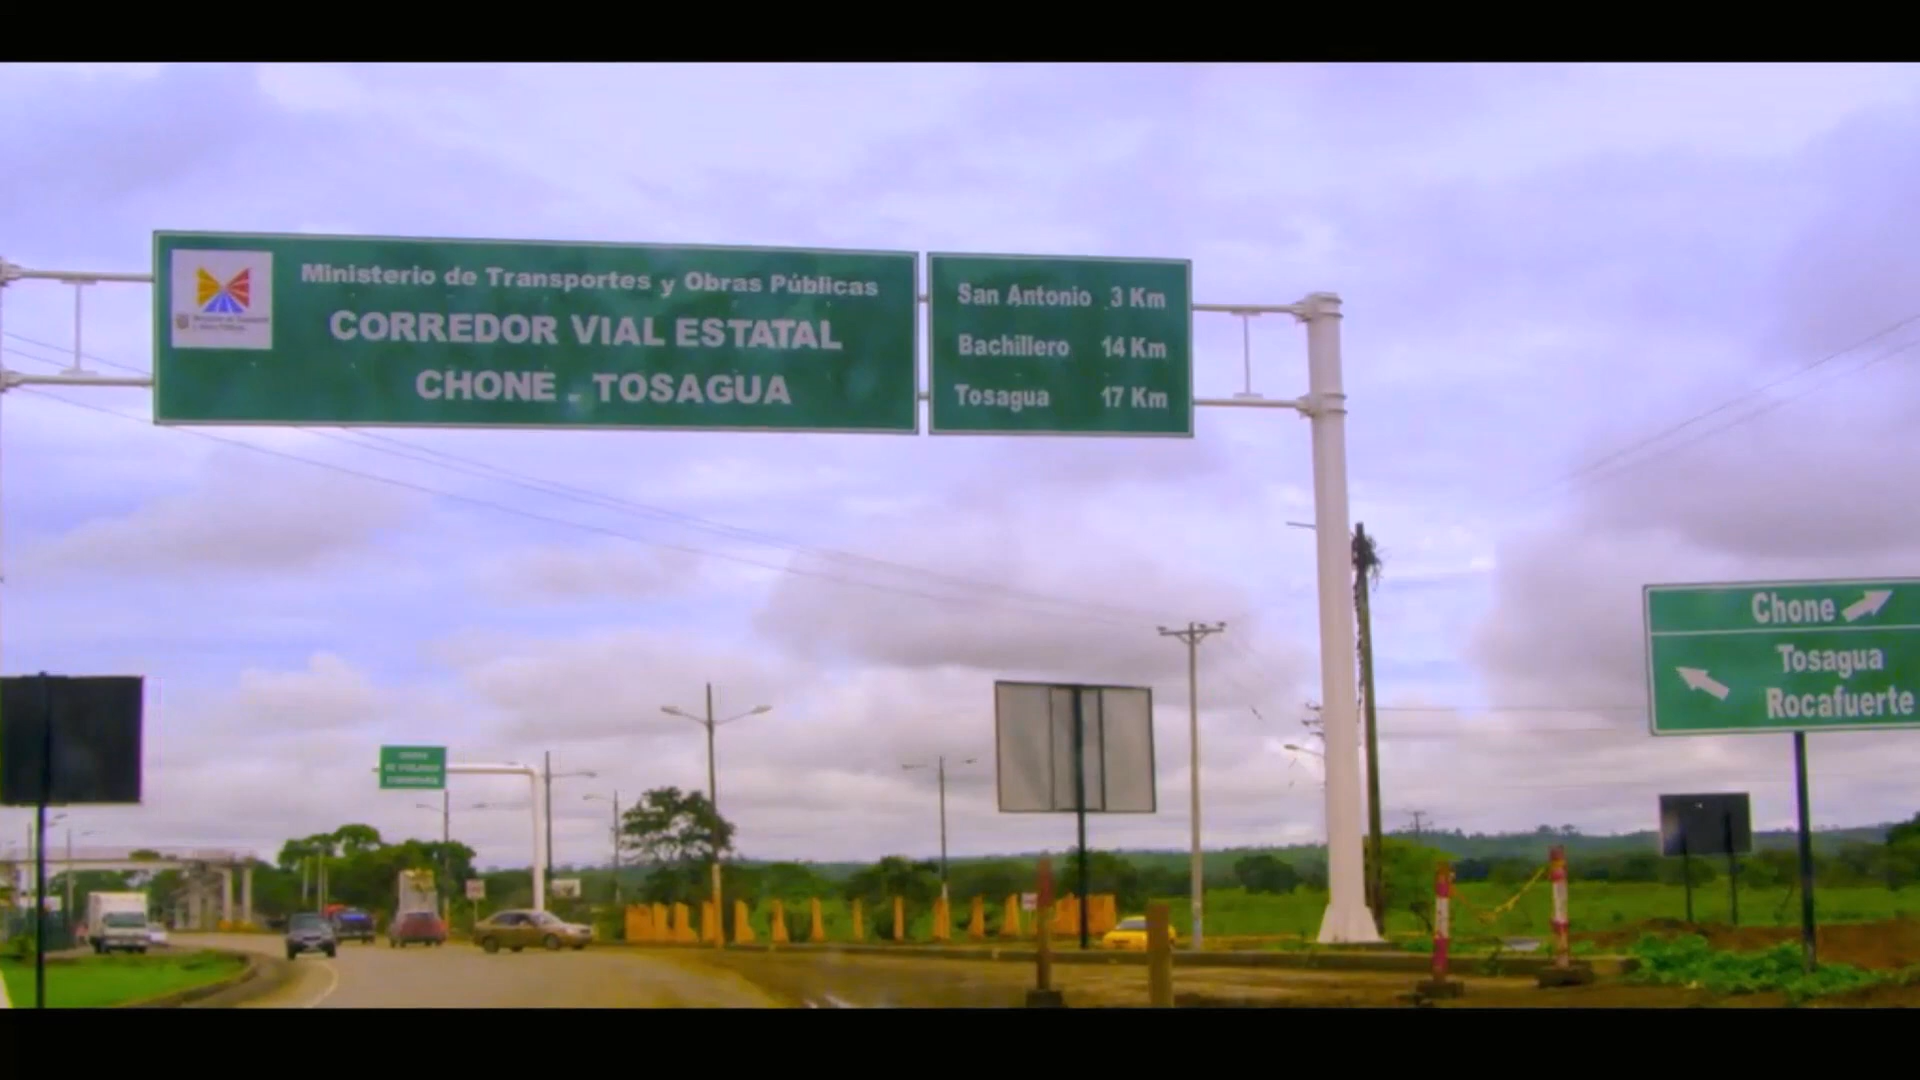 Ministerio de Transportes y Obras Públicas
CORREDOR VIAL ESTATAL
CHONE - TOSAGUA
San Antonio 3 Km
Bachillero 14 Km
Tosagua 17 Km
Chone
Tosagua
Rocafuerte